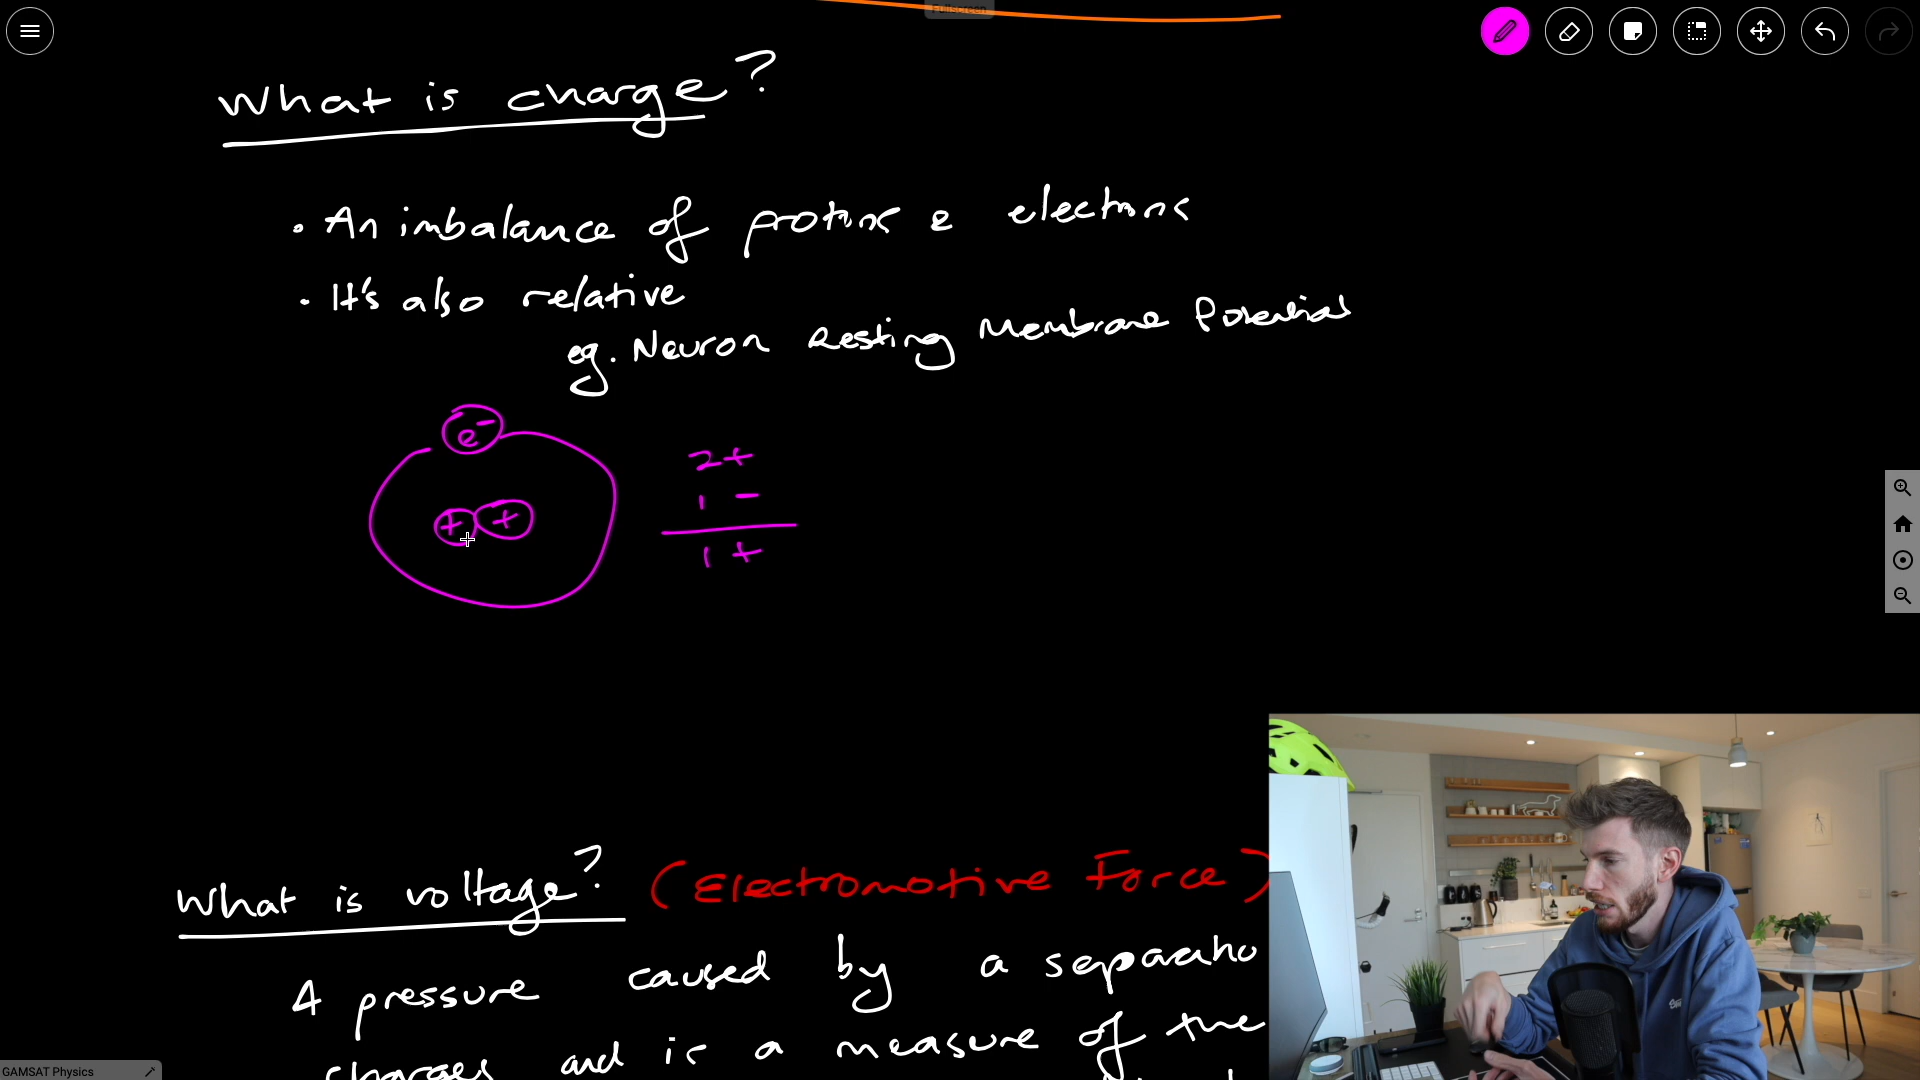 Fullscreen
What is charge?
• An imbalance of protons & electrons
• It's also relative
eg. Neuron Resting Membrane Potential
e-
+ +
2+
1 -
1 +
What is voltage? (Electromotive Force)
A pressure caused by a separatio
charges and is a measure of the
GAMSAT Physics